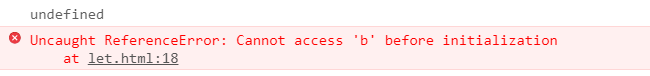 undefined
Uncaught ReferenceError: Cannot access 'b' before initialization
at let.html:18